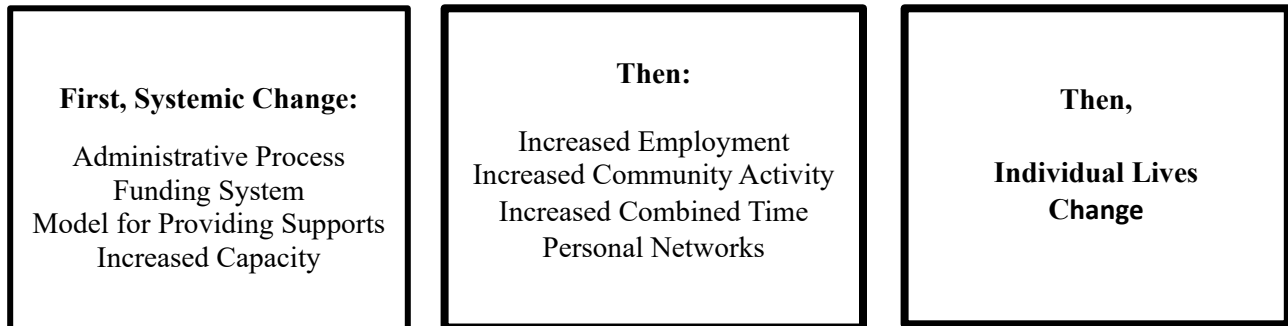 First, Systemic Change:
Administrative Process
Funding System
Model for Providing Supports
Increased Capacity
Then:
Increased Employment
Increased Community Activity
Increased Combined Time
Personal Networks
Then,
Individual Lives
Change